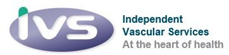 ivs Independent
Vascular Services
At the heart of health